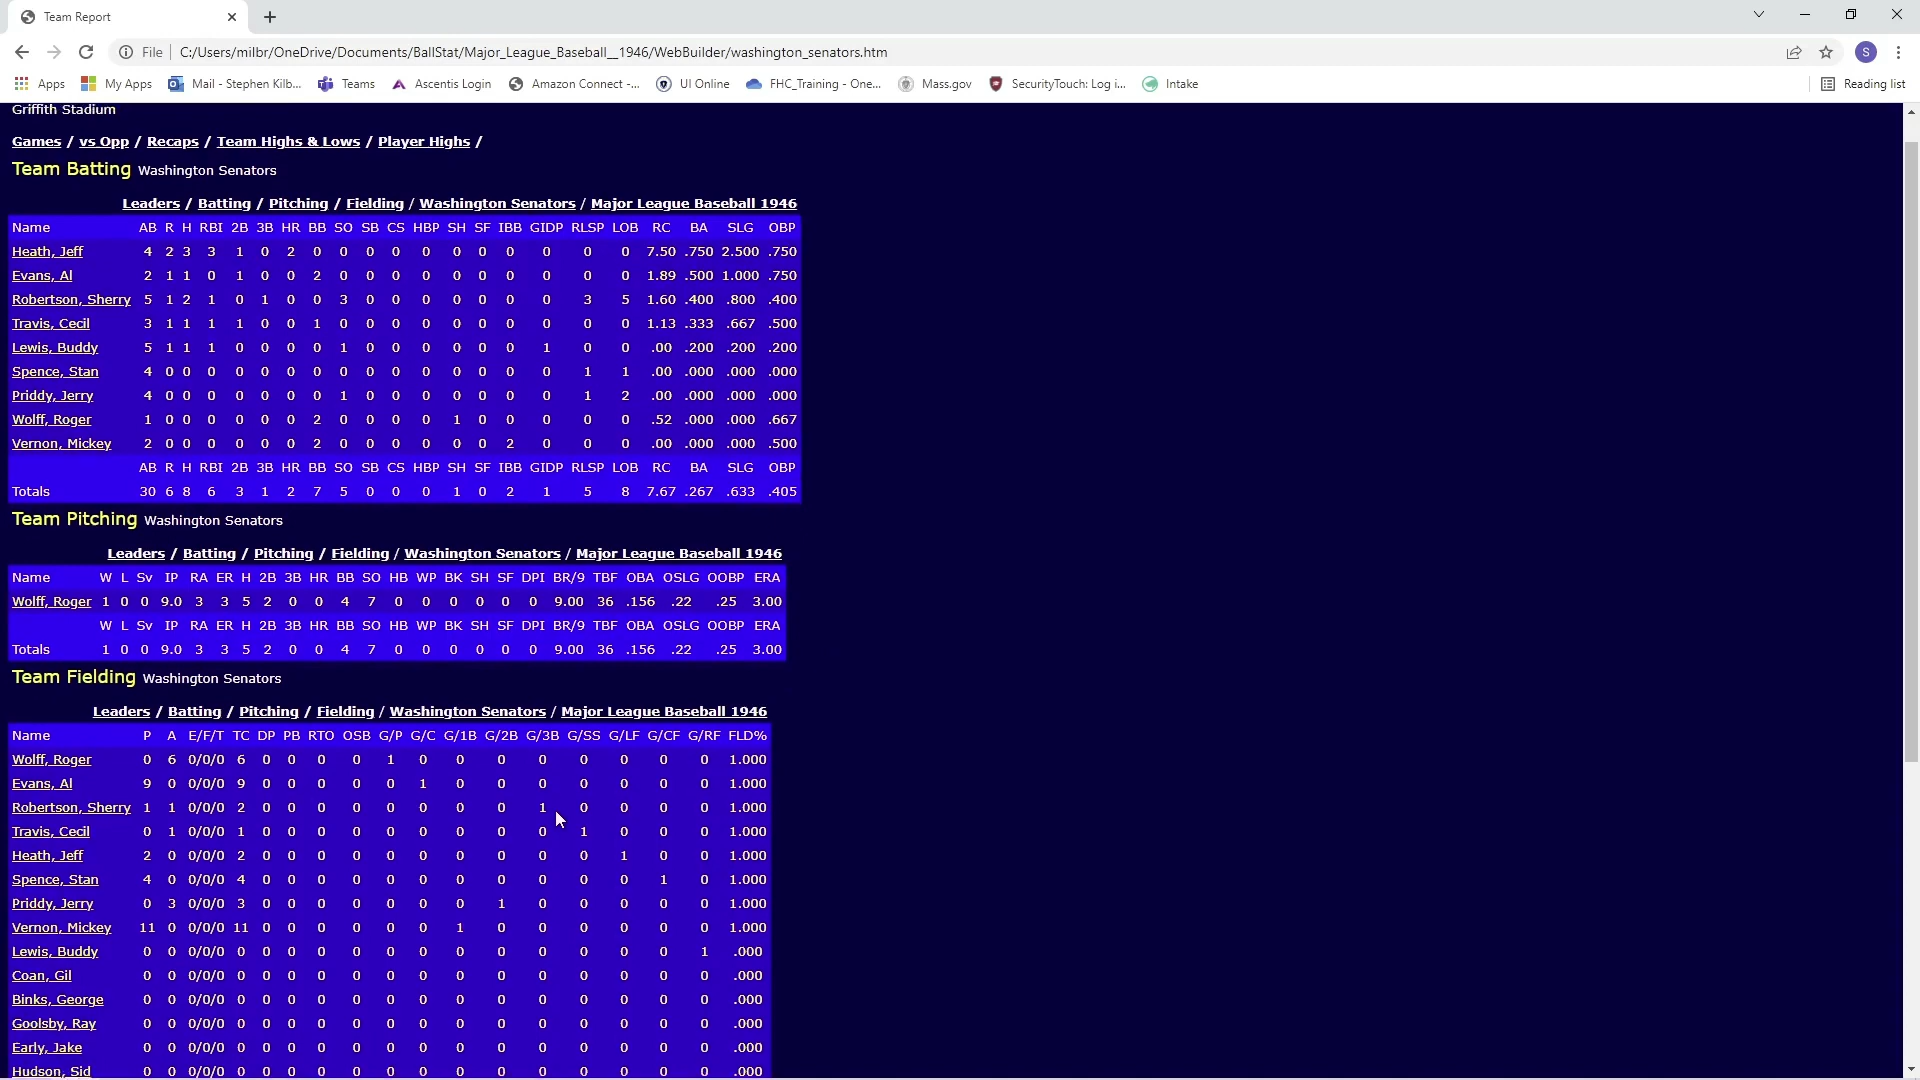 Team Report
File C:/Users/milbr/OneDrive/Documents/BallStat/Major_League_Baseball__1946/WebBuilder/washington_senators.htm S
Apps My Apps Mail - Stephen Kilb... Teams Ascentis Login Amazon Connect -... UI Online FHC_Training - One... Mass.gov SecurityTouch: Log i... Intake Reading list
Griffith Stadium
Games / vs Opp / Recaps / Team Highs & Lows / Player Highs /
Team Batting Washington Senators
Leaders / Batting / Pitching / Fielding / Washington Senators / Major League Baseball 1946
Name AB R H RBI 2B 3B HR BB SO SB CS HBP SH SF IBB GIDP RLSP LOB RC BA SLG OBP
Heath, Jeff 4 2 3 3 1 0 2 0 0 0 0 0 0 0 0 0 0 0 7.50 .750 2.500 .750
Evans, Al 2 1 1 0 1 0 0 2 0 0 0 0 0 0 0 0 0 0 1.89 .500 1.000 .750
Robertson, Sherry 5 1 2 1 0 1 0 0 3 0 0 0 0 0 0 0 3 5 1.60 .400 .800 .400
Travis, Cecil 3 1 1 1 1 0 0 1 0 0 0 0 0 0 0 0 0 0 1.13 .333 .667 .500
Lewis, Buddy 5 1 1 1 0 0 0 0 1 0 0 0 0 0 0 1 0 0 .00 .200 .200 .200
Spence, Stan 4 0 0 0 0 0 0 0 0 0 0 0 0 0 0 0 1 1 .00 .000 .000 .000
Priddy, Jerry 4 0 0 0 0 0 0 0 1 0 0 0 0 0 0 0 1 2 .00 .000 .000 .000
Wolff, Roger 1 0 0 0 0 0 0 2 0 0 0 0 1 0 0 0 0 0 .52 .000 .000 .667
Vernon, Mickey 2 0 0 0 0 0 0 2 0 0 0 0 0 0 2 0 0 0 .00 .000 .000 .500
AB R H RBI 2B 3B HR BB SO SB CS HBP SH SF IBB GIDP RLSP LOB RC BA SLG OBP
Totals 30 6 8 6 3 1 2 7 5 0 0 0 1 0 2 1 5 8 7.67 .267 .633 .405
Team Pitching Washington Senators
Leaders / Batting / Pitching / Fielding / Washington Senators / Major League Baseball 1946
Name W L Sv IP RA ER H 2B 3B HR BB SO HB WP BK SH SF DPI BR/9 TBF OBA OSLG OOBP ERA
Wolff, Roger 1 0 0 9.0 3 3 5 2 0 0 4 7 0 0 0 0 0 0 9.00 36 .156 .22 .25 3.00
W L Sv IP RA ER H 2B 3B HR BB SO HB WP BK SH SF DPI BR/9 TBF OBA OSLG OOBP ERA
Totals 1 0 0 9.0 3 3 5 2 0 0 4 7 0 0 0 0 0 0 9.00 36 .156 .22 .25 3.00
Team Fielding Washington Senators
Leaders / Batting / Pitching / Fielding / Washington Senators / Major League Baseball 1946
Name P A E/F/T TC DP PB RTO OSB G/P G/C G/1B G/2B G/3B G/SS G/LF G/CF G/RF FLD%
Wolff, Roger 0 6 0/0/0 6 0 0 0 0 1 0 0 0 0 0 0 0 0 1.000
Evans, Al 9 0 0/0/0 9 0 0 0 0 0 1 0 0 0 0 0 0 0 1.000
Robertson, Sherry 1 1 0/0/0 2 0 0 0 0 0 0 0 0 1 0 0 0 0 1.000
Travis, Cecil 0 1 0/0/0 1 0 0 0 0 0 0 0 0 0 1 0 0 0 1.000
Heath, Jeff 2 0 0/0/0 2 0 0 0 0 0 0 0 0 0 0 1 0 0 1.000
Spence, Stan 4 0 0/0/0 4 0 0 0 0 0 0 0 0 0 0 0 1 0 1.000
Priddy, Jerry 0 3 0/0/0 3 0 0 0 0 0 0 0 1 0 0 0 0 0 1.000
Vernon, Mickey 11 0 0/0/0 11 0 0 0 0 0 0 1 0 0 0 0 0 0 1.000
Lewis, Buddy 0 0 0/0/0 0 0 0 0 0 0 0 0 0 0 0 0 0 1 .000
Coan, Gil 0 0 0/0/0 0 0 0 0 0 0 0 0 0 0 0 0 0 0 .000
Binks, George 0 0 0/0/0 0 0 0 0 0 0 0 0 0 0 0 0 0 0 .000
Goolsby, Ray 0 0 0/0/0 0 0 0 0 0 0 0 0 0 0 0 0 0 0 .000
Early, Jake 0 0 0/0/0 0 0 0 0 0 0 0 0 0 0 0 0 0 0 .000
Hudson, Sid 0 0 0/0/0 0 0 0 0 0 0 0 0 0 0 0 0 0 0 .000